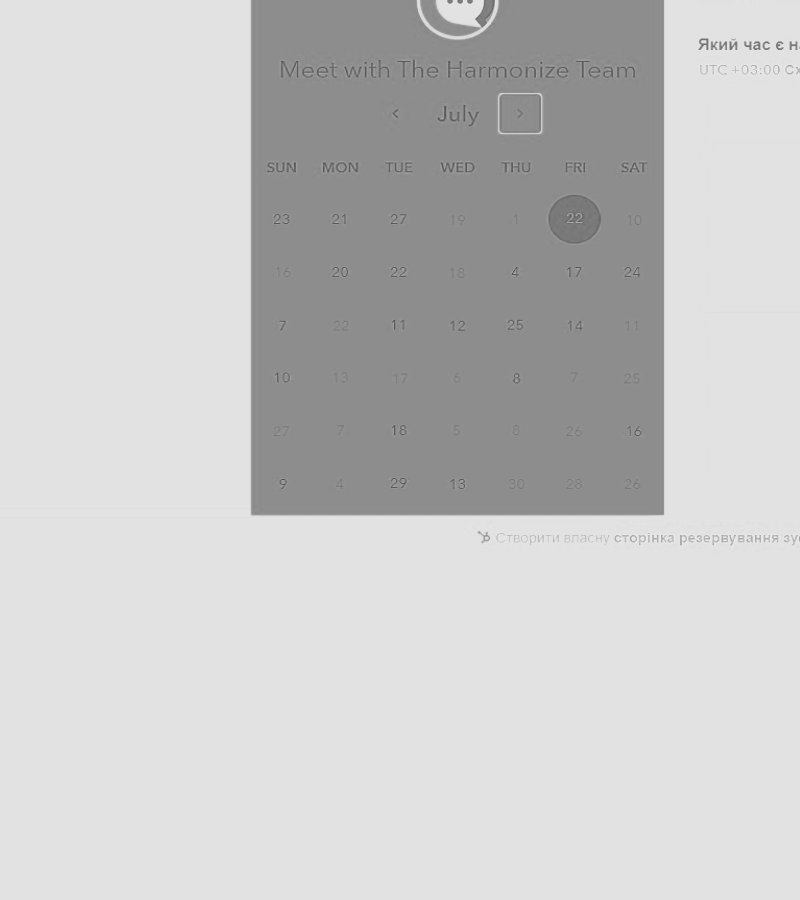 Meet with The Harmonize Team
July
SUN MON TUE WED THU FRI SAT
23 21 27 19 1 22 10
16 20 22 18 4 17 24
7 22 11 12 25 14 11
10 13 17 6 8 7 25
27 7 18 5 8 26 16
9 4 29 13 30 28 26
Який час є
UTC +03:00
Створити власну сторінка резервування